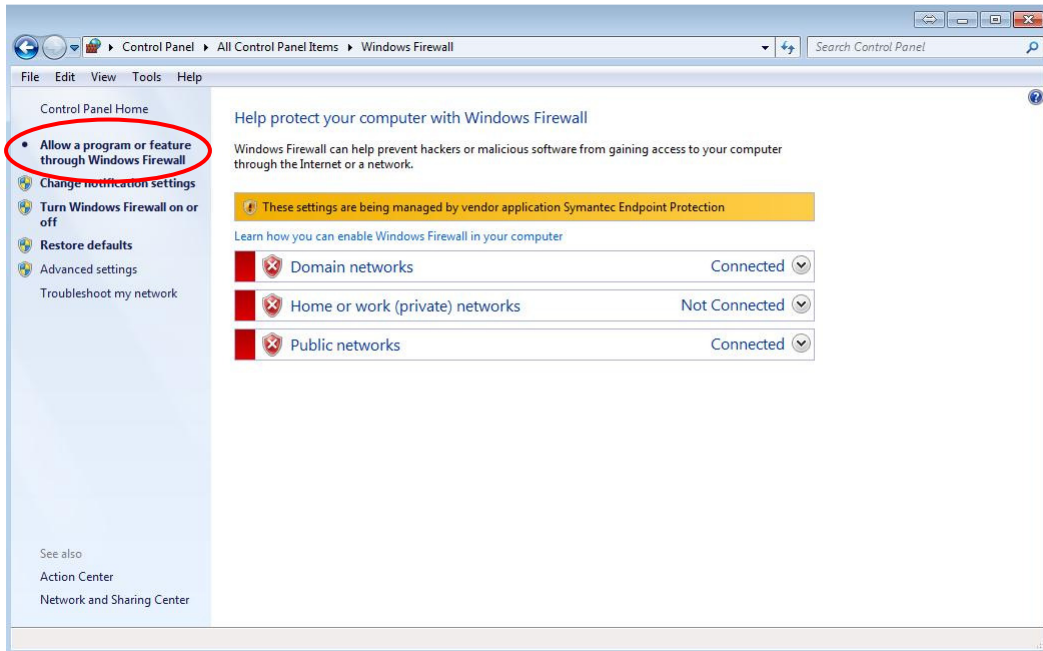 Control Panel ▸ All Control Panel Items ▸ Windows Firewall
Search Control Panel
File Edit View Tools Help
Control Panel Home
Allow a program or feature
through Windows Firewall
Change notification settings
Turn Windows Firewall on or
off
Restore defaults
Advanced settings
Troubleshoot my network
See also
Action Center
Network and Sharing Center
Help protect your computer with Windows Firewall
Windows Firewall can help prevent hackers or malicious software from gaining access to your computer
through the Internet or a network.
These settings are being managed by vendor application Symantec Endpoint Protection
Learn how you can enable Windows Firewall in your computer
Domain networks Connected
Home or work (private) networks Not Connected
Public networks Connected